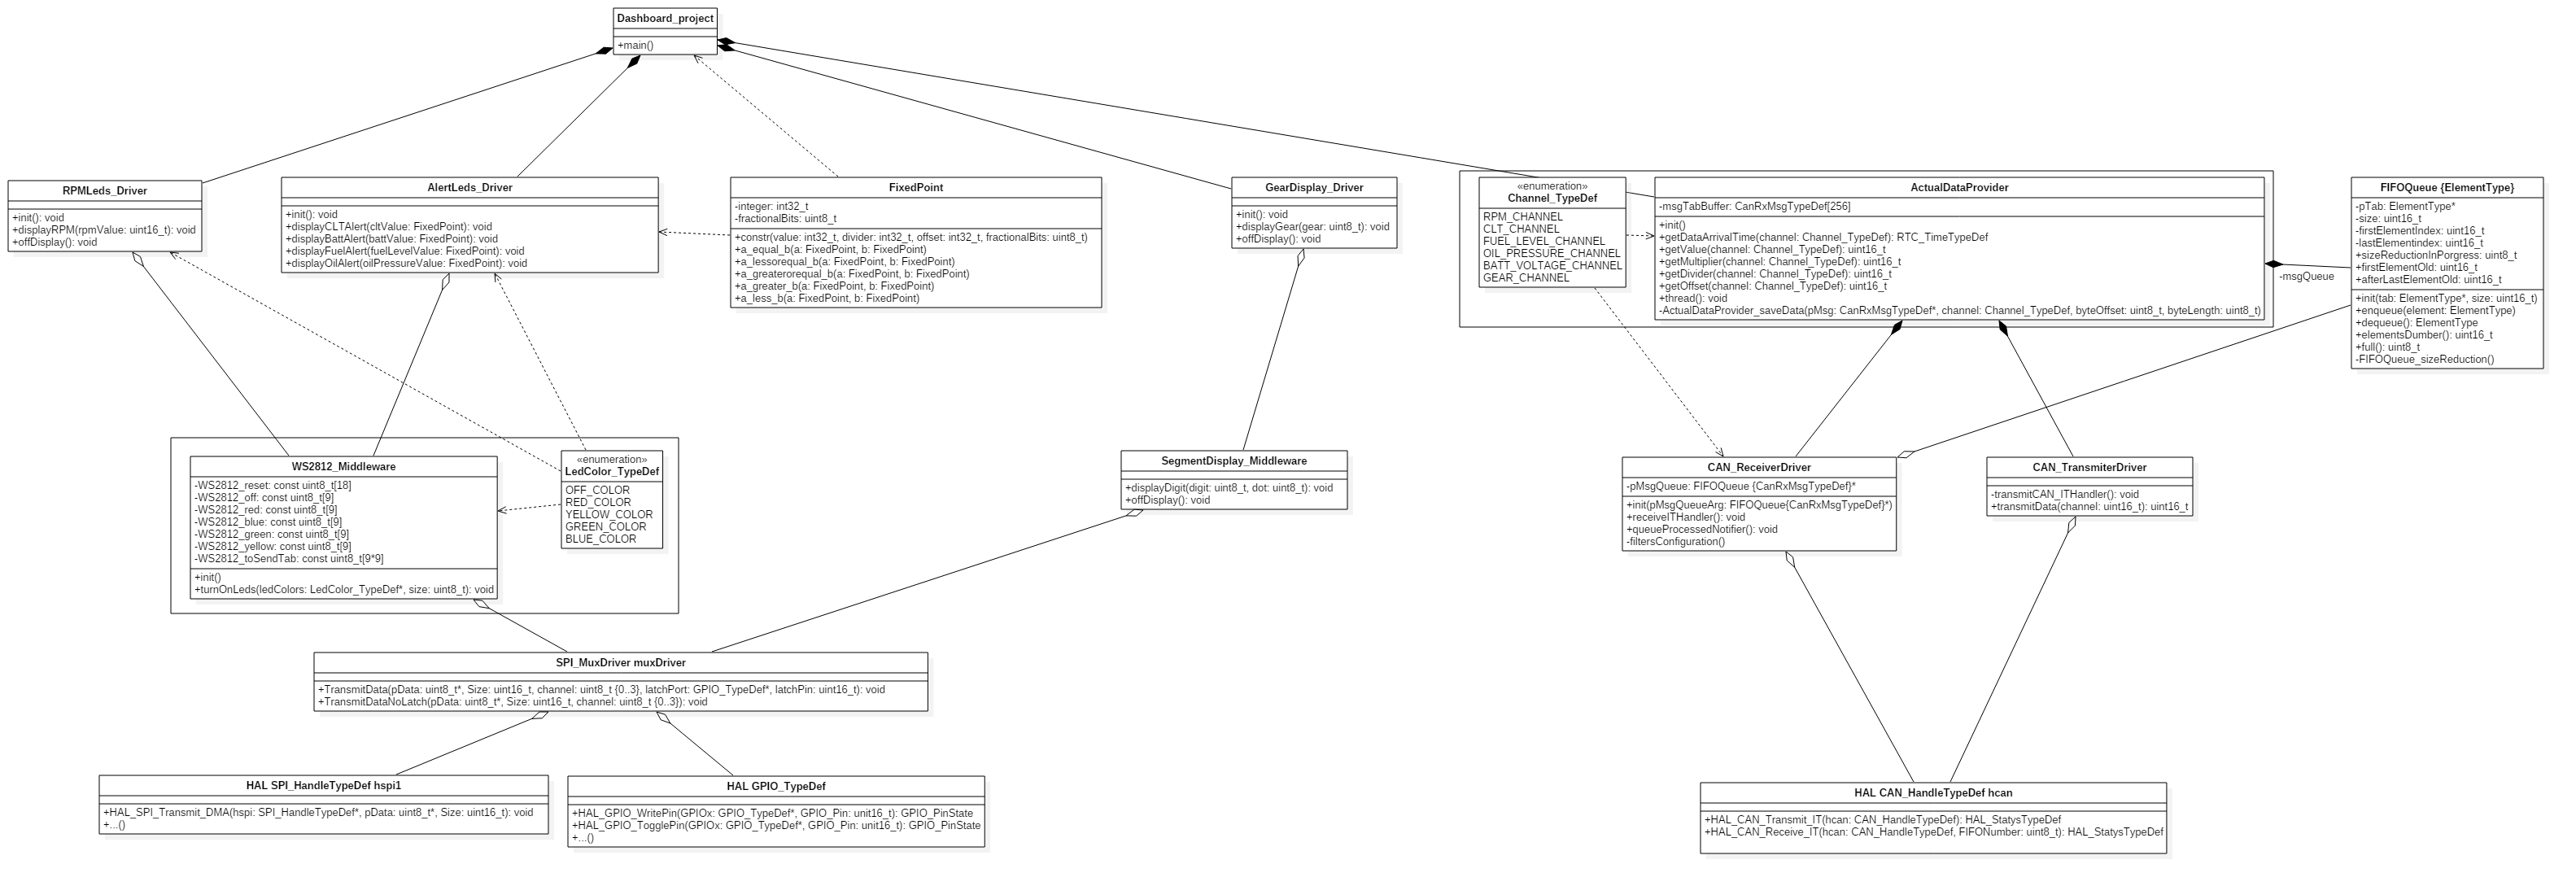 Dashboard_project
+main()
RPMLeds_Driver
+init(): void
+displayRPM(rpmValue: uint16_t): void
+offDisplay(): void
AlertLeds_Driver
+init(): void
+displayCLTAlert(cltValue: FixedPoint): void
+displayBattAlert(battValue: FixedPoint): void
+displayFuelAlert(fuelLevelValue: FixedPoint): void
+displayOilAlert(oilPressureValue: FixedPoint): void
FixedPoint
-integer: int32_t
-fractionalBits: uint8_t
+constr(value: int32_t, divider: int32_t, offset: int32_t, fractionalBits: uint8_t)
+a_equal_b(a: FixedPoint, b: FixedPoint)
+a_lessorequal_b(a: FixedPoint, b: FixedPoint)
+a_greaterorequal_b(a: FixedPoint, b: FixedPoint)
+a_greater_b(a: FixedPoint, b: FixedPoint)
+a_less_b(a: FixedPoint, b: FixedPoint)
GearDisplay_Driver
+init(): void
+displayGear(gear: uint8_t): void
+offDisplay(): void
«enumeration»
Channel_TypeDef
RPM_CHANNEL
CLT_CHANNEL
FUEL_LEVEL_CHANNEL
OIL_PRESSURE_CHANNEL
BATT_VOLTAGE_CHANNEL
GEAR_CHANNEL
ActualDataProvider
-msgTabBuffer: CanRxMsgTypeDef[256]
+init()
+getDataArrivalTime(channel: Channel_TypeDef): RTC_TimeTypeDef
+getValue(channel: Channel_TypeDef): uint16_t
+getMultiplier(channel: Channel_TypeDef): uint16_t
+getDivider(channel: Channel_TypeDef): uint16_t
+getOffset(channel: Channel_TypeDef): uint16_t
+thread(): void
-ActualDataProvider_saveData(pMsg: CanRxMsgTypeDef*, channel: Channel_TypeDef, byteOffset: uint8_t, byteLength: uint8_t)
-msgQueue
FIFOQueue {ElementType}
-pTab: ElementType*
-size: uint16_t
-firstElementIndex: uint16_t
-lastElementindex: uint16_t
+sizeReductionInPorgress: uint8_t
+firstElementOld: uint16_t
+afterLastElementOld: uint16_t
+init(tab: ElementType*, size: uint16_t)
+enqueue(element: ElementType)
+dequeue(): ElementType
+elementsDumber(): uint16_t
+full(): uint8_t
-FIFOQueue_sizeReduction()
WS2812_Middleware
-WS2812_reset: const uint8_t[18]
-WS2812_off: const uint8_t[9]
-WS2812_red: const uint8_t[9]
-WS2812_blue: const uint8_t[9]
-WS2812_green: const uint8_t[9]
-WS2812_yellow: const uint8_t[9]
-WS2812_toSendTab: const uint8_t[9*9]
+init()
+turnOnLeds(ledColors: LedColor_TypeDef*, size: uint8_t): void
«enumeration»
LedColor_TypeDef
OFF_COLOR
RED_COLOR
YELLOW_COLOR
GREEN_COLOR
BLUE_COLOR
SegmentDisplay_Middleware
+displayDigit(digit: uint8_t, dot: uint8_t): void
+offDisplay(): void
CAN_ReceiverDriver
-pMsgQueue: FIFOQueue {CanRxMsgTypeDef}*
+init(pMsgQueueArg: FIFOQueue{CanRxMsgTypeDef}*)
+receiveITHandler(): void
+queueProcessedNotifier(): void
-filtersConfiguration()
CAN_TransmiterDriver
-transmitCAN_ITHandler(): void
+transmitData(channel: uint16_t): uint16_t
SPI_MuxDriver muxDriver
+TransmitData(pData: uint8_t*, Size: uint16_t, channel: uint8_t {0..3}, latchPort: GPIO_TypeDef*, latchPin: uint16_t): void
+TransmitDataNoLatch(pData: uint8_t*, Size: uint16_t, channel: uint8_t {0..3}): void
HAL SPI_HandleTypeDef hspi1
+HAL_SPI_Transmit_DMA(hspi: SPI_HandleTypeDef*, pData: uint8_t*, Size: uint16_t): void
+...()
HAL GPIO_TypeDef
+HAL_GPIO_WritePin(GPIOx: GPIO_TypeDef*, GPIO_Pin: unit16_t): GPIO_PinState
+HAL_GPIO_TogglePin(GPIOx: GPIO_TypeDef*, GPIO_Pin: unit16_t): GPIO_PinState
+...()
HAL CAN_HandleTypeDef hcan
+HAL_CAN_Transmit_IT(hcan: CAN_HandleTypeDef): HAL_StatysTypeDef
+HAL_CAN_Receive_IT(hcan: CAN_HandleTypeDef, FIFONumber: uint8_t): HAL_StatysTypeDef